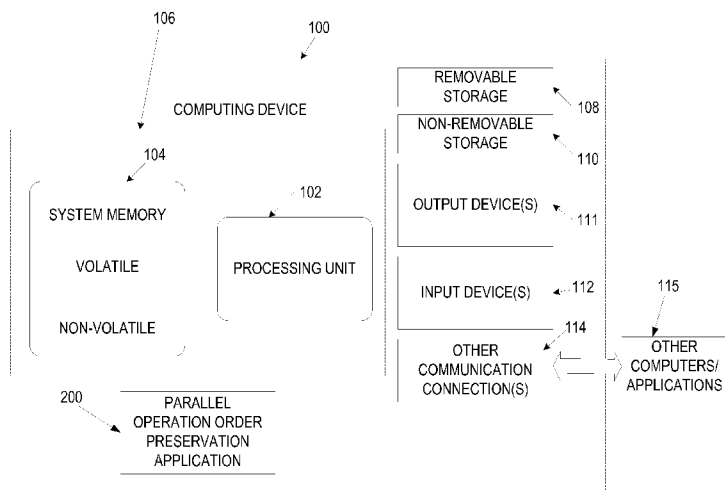 106
100
COMPUTING DEVICE
104
SYSTEM MEMORY
VOLATILE
NON-VOLATILE
102
PROCESSING UNIT
REMOVABLE
STORAGE
108
NON-REMOVABLE
STORAGE
110
OUTPUT DEVICE(S)
111
INPUT DEVICE(S)
112
OTHER
COMMUNICATION
CONNECTION(S)
114
115
OTHER
COMPUTERS/
APPLICATIONS
200
PARALLEL
OPERATION ORDER
PRESERVATION
APPLICATION